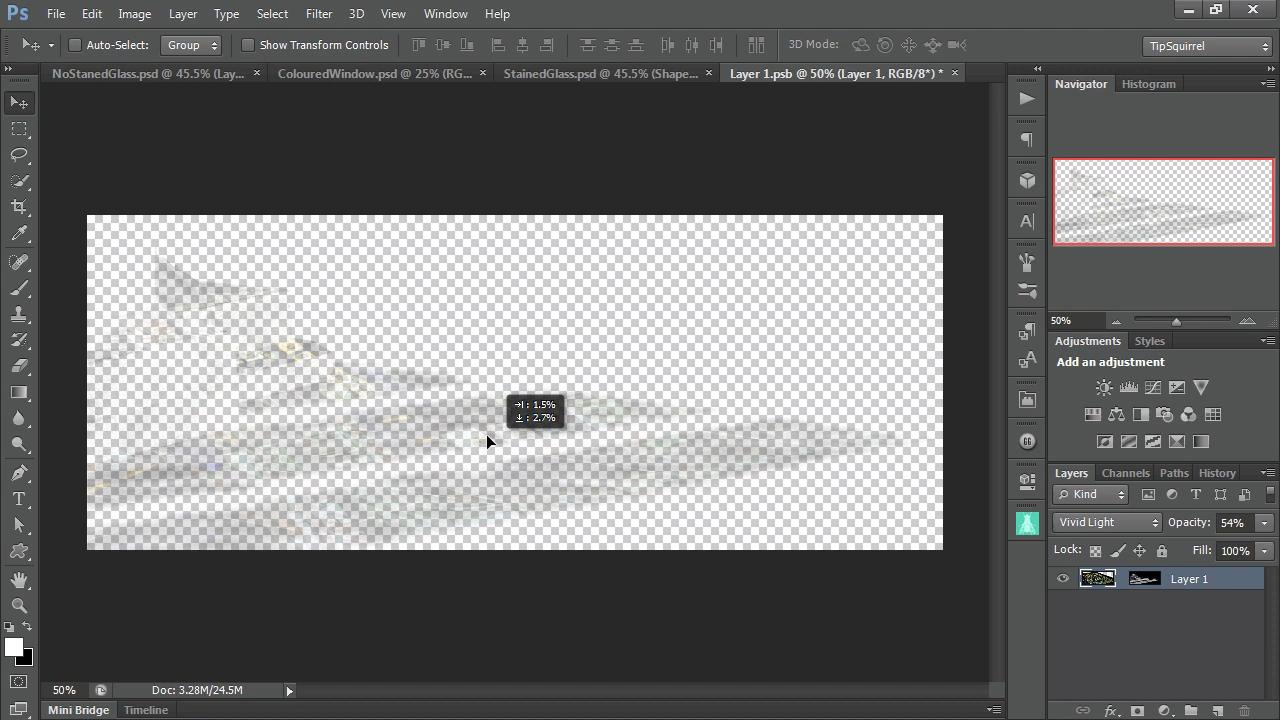 Ps File Edit Image Layer Type Select Filter 3D View Window Help
Auto-Select: Group Show Transform Controls 3D Mode: TipSquirrel
NoStanedGlass.psd @ 45.5% (Lay... × ColouredWindow.psd @ 25% (RG... × StainedGlass.psd @ 45.5% (Shape... × Layer 1.psb @ 50% (Layer 1, RGB/8*) * ×
Navigator Histogram
50%
Adjustments Styles
Add an adjustment
: 1.5%
: 2.7%
Layers Channels Paths History
Kind
Vivid Light Opacity: 54%
Lock: Fill: 100%
Layer 1
50% Doc: 3.28M/24.5M
Mini Bridge Timeline